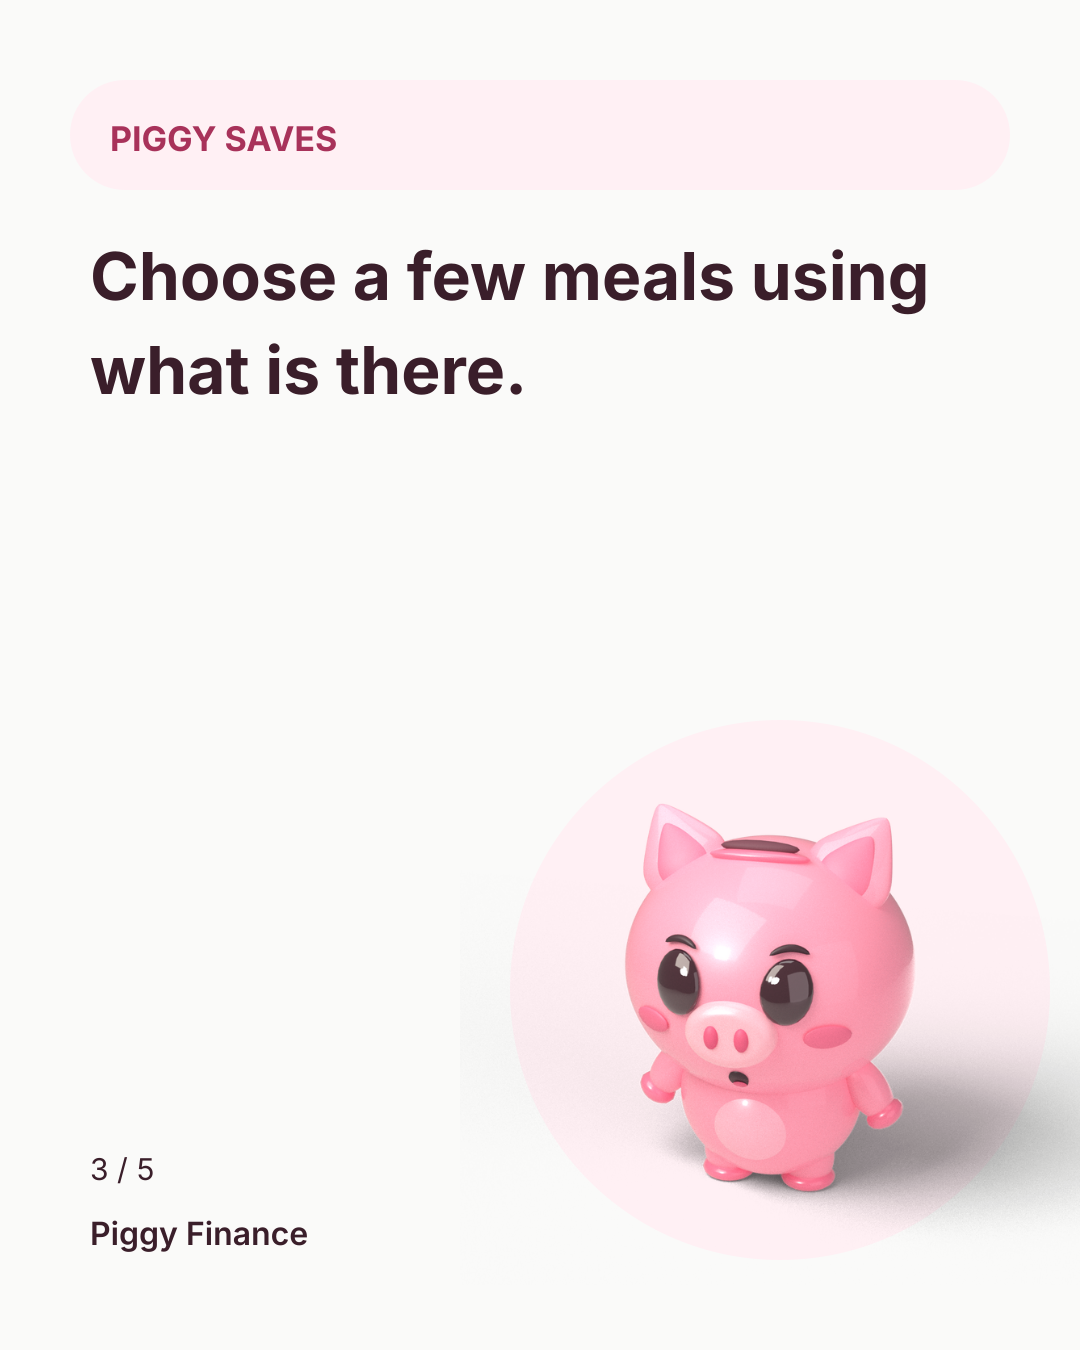 PIGGY SAVES
Choose a few meals using
what is there.
3 / 5
Piggy Finance